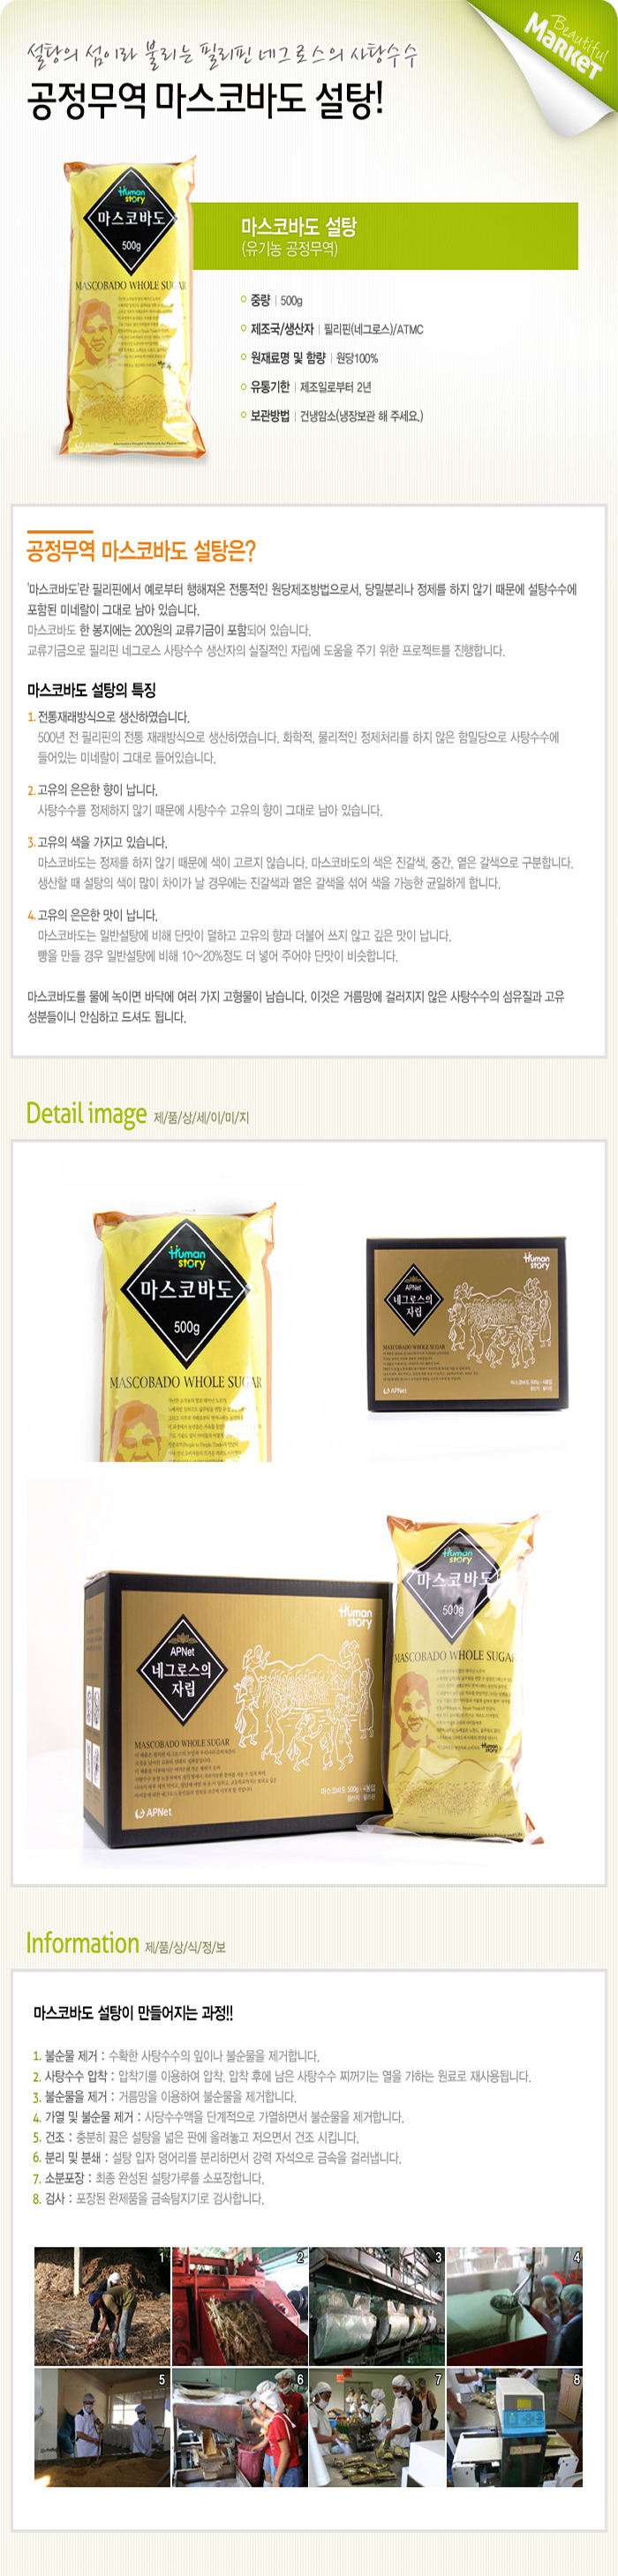 Beautiful
MARKET
설탕의 섬이라 불리는 필리핀 네그로스의 사탕수수
공정무역 마스코바도 설탕!
Human
story
마스코바도
500g
MASCOBADO WHOLE SUGAR
마스코바도 설탕
(유기농 공정무역)
중량 | 500g
제조국/생산자 | 필리핀(네그로스)/ATMC
원재료명 및 함량 | 원당100%
유통기한 | 제조일로부터 2년
보관방법 | 건냉암소(냉장보관 해 주세요.)
공정무역 마스코바도 설탕은?
'마스코바도'란 필리핀에서 예로부터 행해져온 전통적인 원당제조방법으로서, 당밀분리나 정제를 하지 않기 때문에 설탕수수에
포함된 미네랄이 그대로 남아 있습니다.
마스코바도 한 봉지에는 200원의 교류기금이 포함되어 있습니다.
교류기금으로 필리핀 네그로스 사탕수수 생산자의 실질적인 자립에 도움을 주기 위한 프로젝트를 진행합니다.
마스코바도 설탕의 특징
1. 전통재래방식으로 생산하였습니다.
500년 전 필리핀의 전통 재래방식으로 생산하였습니다. 화학적, 물리적인 정제처리를 하지 않은 함밀당으로 사탕수수에
들어있는 미네랄이 그대로 들어있습니다.
2. 고유의 은은한 향이 납니다.
사탕수수를 정제하지 않기 때문에 사탕수수 고유의 향이 그대로 남아 있습니다.
3. 고유의 색을 가지고 있습니다.
마스코바도는 정제를 하지 않기 때문에 색이 고르지 않습니다. 마스코바도의 색은 진갈색, 중간, 옅은 갈색으로 구분합니다.
생산할 때 설탕의 색이 많이 차이가 날 경우에는 진갈색과 옅은 갈색을 섞어 색을 가능한 균일하게 합니다.
4. 고유의 은은한 맛이 납니다.
마스코바도는 일반설탕에 비해 단맛이 덜하고 고유의 향과 더불어 쓰지 않고 깊은 맛이 납니다.
빵을 만들 경우 일반설탕에 비해 10~20%정도 더 넣어 주어야 단맛이 비슷합니다.
마스코바도를 물에 녹이면 바닥에 여러 가지 고형물이 남습니다. 이것은 거름망에 걸러지지 않은 사탕수수의 섬유질과 고유
성분들이니 안심하고 드셔도 됩니다.
Detail image 제/품/상/세/이/미/지
Human
story
마스코바도
500g
MASCOBADO WHOLE SUGAR
Human
story
APNet
네그로스의
자립
MASCOBADO WHOLE SUGAR
마스코바도 500g × 4봉입
APNet
Human
story
APNet
네그로스의
자립
MASCOBADO WHOLE SUGAR
마스코바도 500g × 4봉입
APNet
Human
story
마스코바도
500g
MASCOBADO WHOLE SUGAR
Human
story
Information 제/품/상/식/정/보
마스코바도 설탕이 만들어지는 과정!!
1. 불순물 제거 : 수확한 사탕수수의 잎이나 불순물을 제거합니다.
2. 사탕수수 압착 : 압착기를 이용하여 압착, 압착 후에 남은 사탕수수 찌꺼기는 열을 가하는 원료로 재사용됩니다.
3. 불순물을 제거 : 거름망을 이용하여 불순물을 제거합니다.
4. 가열 및 불순물 제거 : 사당수수액을 단계적으로 가열하면서 불순물을 제거합니다.
5. 건조 : 충분히 끓은 설탕을 넓은 판에 올려놓고 저으면서 건조 시킵니다.
6. 분리 및 분쇄 : 설탕 입자 덩어리를 분리하면서 강력 자석으로 금속을 걸러냅니다.
7. 소분포장 : 최종 완성된 설탕가루를 소포장합니다.
8. 검사 : 포장된 완제품을 금속탐지기로 검사합니다.
1 2 3 4
5 6 7 8